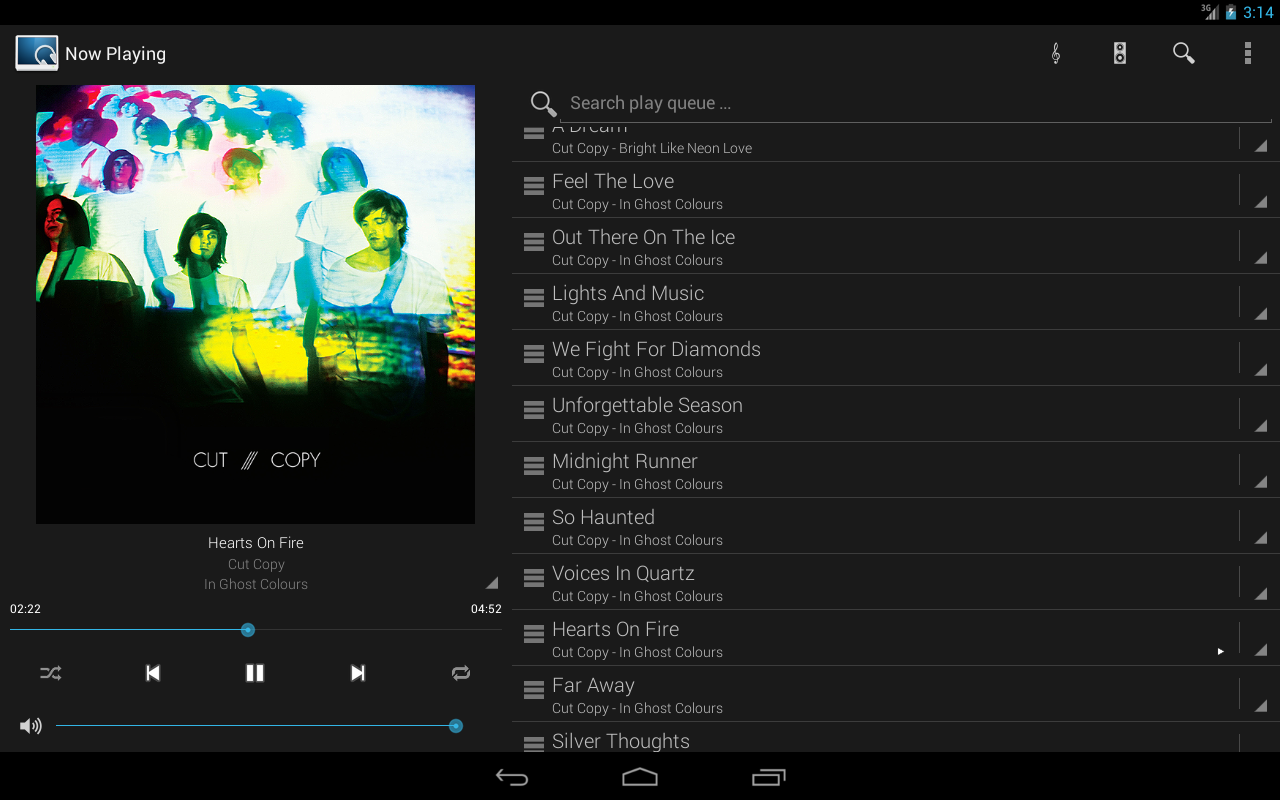 3G 3:14
Now Playing
CUT /// COPY
Hearts On Fire
Cut Copy
In Ghost Colours
02:22 04:52
Search play queue ...
A Dream
Cut Copy - Bright Like Neon Love
Feel The Love
Cut Copy - In Ghost Colours
Out There On The Ice
Cut Copy - In Ghost Colours
Lights And Music
Cut Copy - In Ghost Colours
We Fight For Diamonds
Cut Copy - In Ghost Colours
Unforgettable Season
Cut Copy - In Ghost Colours
Midnight Runner
Cut Copy - In Ghost Colours
So Haunted
Cut Copy - In Ghost Colours
Voices In Quartz
Cut Copy - In Ghost Colours
Hearts On Fire
Cut Copy - In Ghost Colours
Far Away
Cut Copy - In Ghost Colours
Silver Thoughts